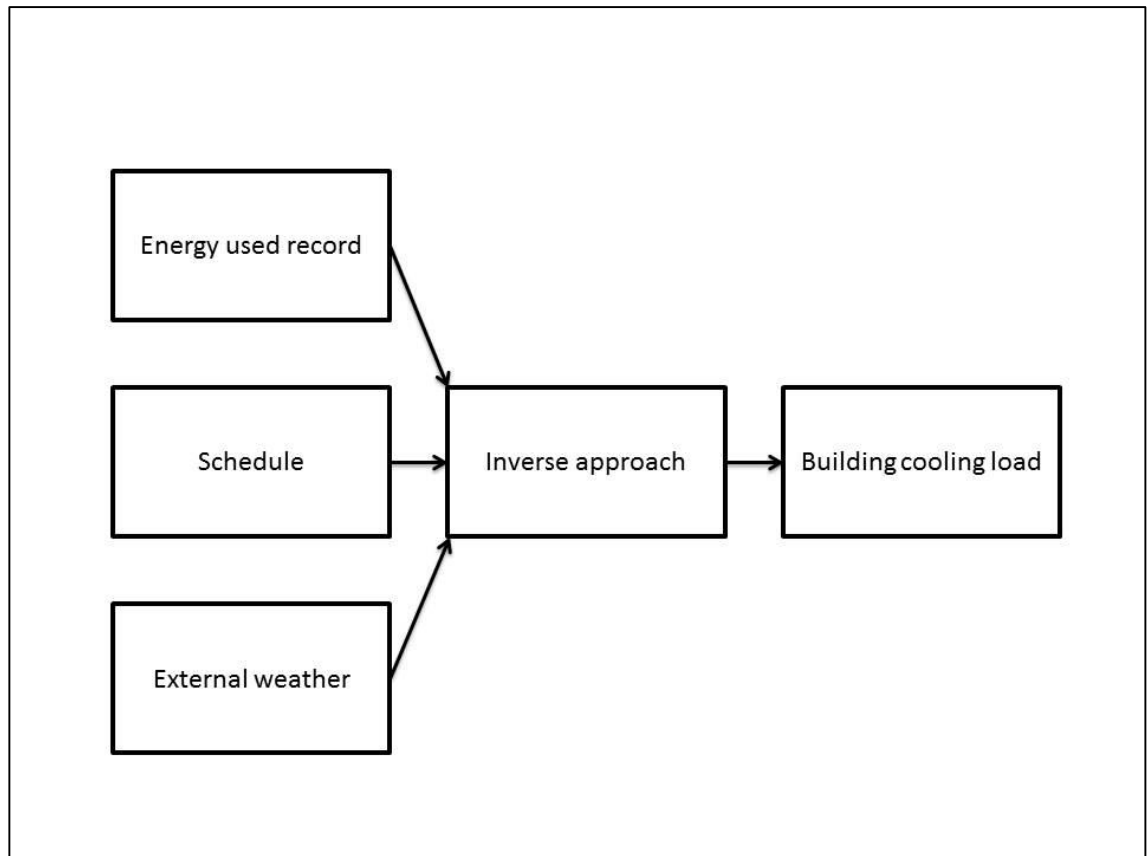 Energy used record
Schedule
Inverse approach
Building cooling load
External weather